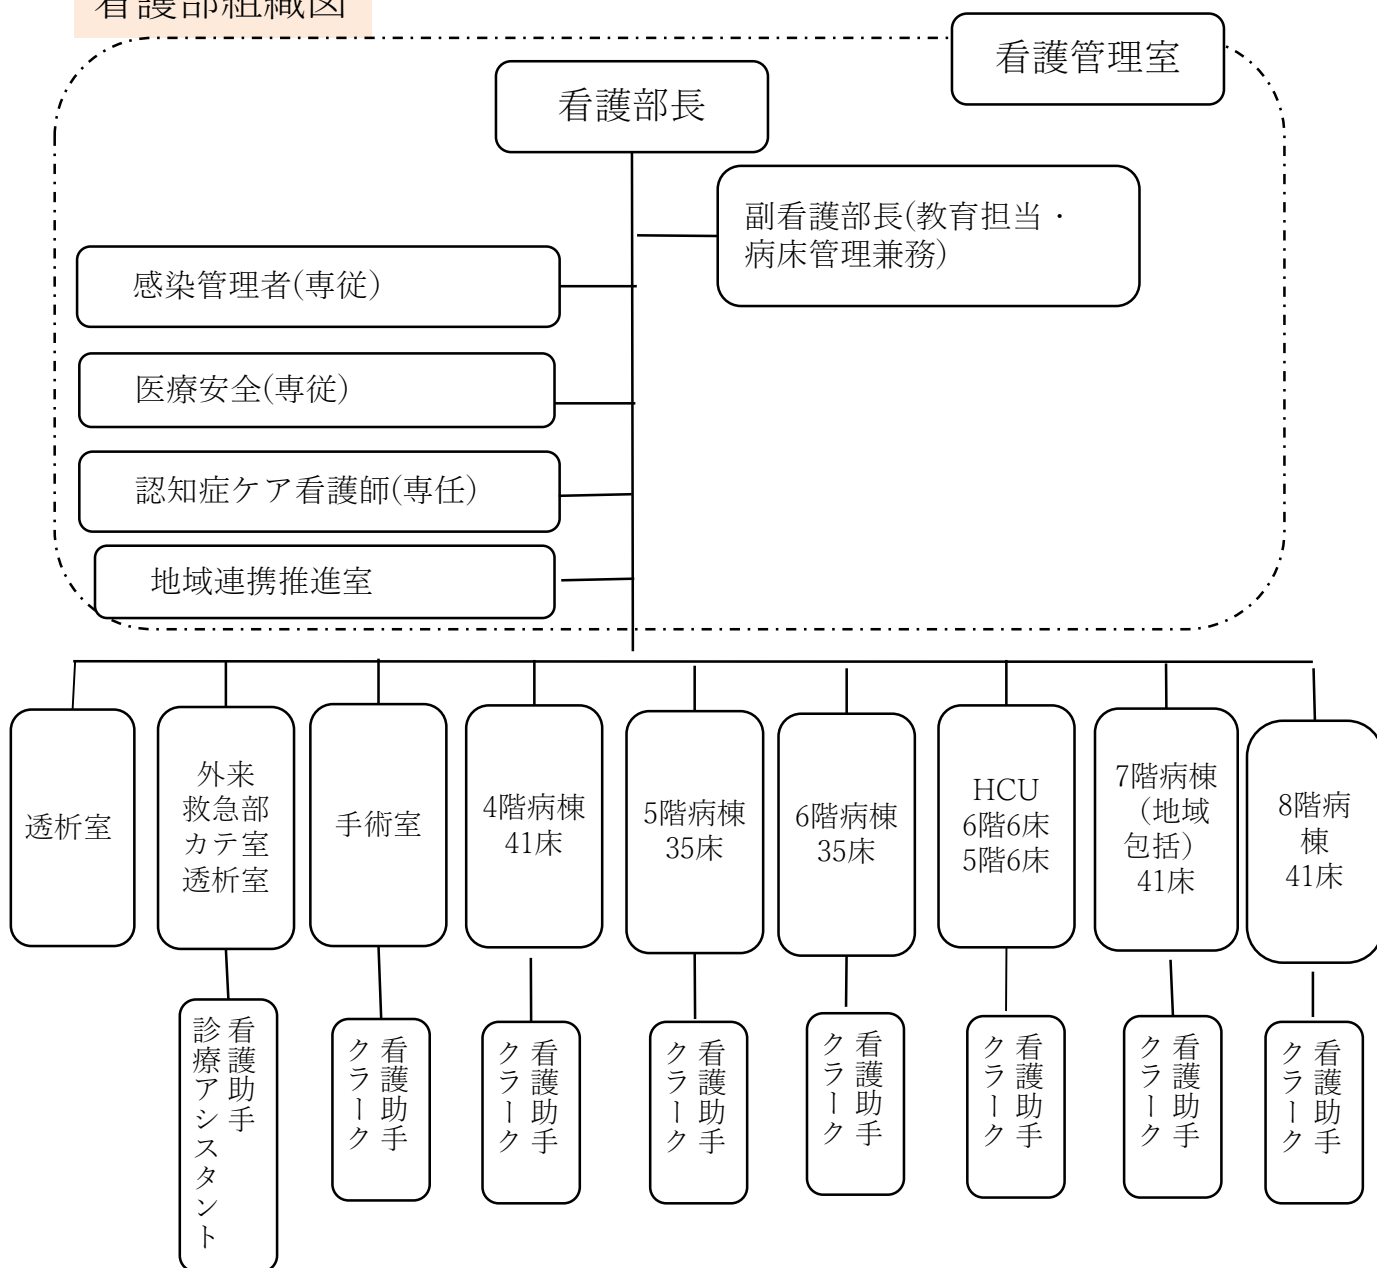 看護部組織図
看護管理室
看護部長
副看護部長(教育担当・
病床管理兼務)
感染管理者(専従)
医療安全(専従)
認知症ケア看護師(専任)
地域連携推進室
透析室
外来
救急部
カテ室
透析室
手術室
4階病棟
41床
5階病棟
35床
6階病棟
35床
HCU
6階6床
5階6床
7階病棟
（地域
包括）
41床
8階病
棟
41床
看護助手
診療アシスタント
看護助手
クラーク
看護助手
クラーク
看護助手
クラーク
看護助手
クラーク
看護助手
クラーク
看護助手
クラーク
看護助手
クラーク